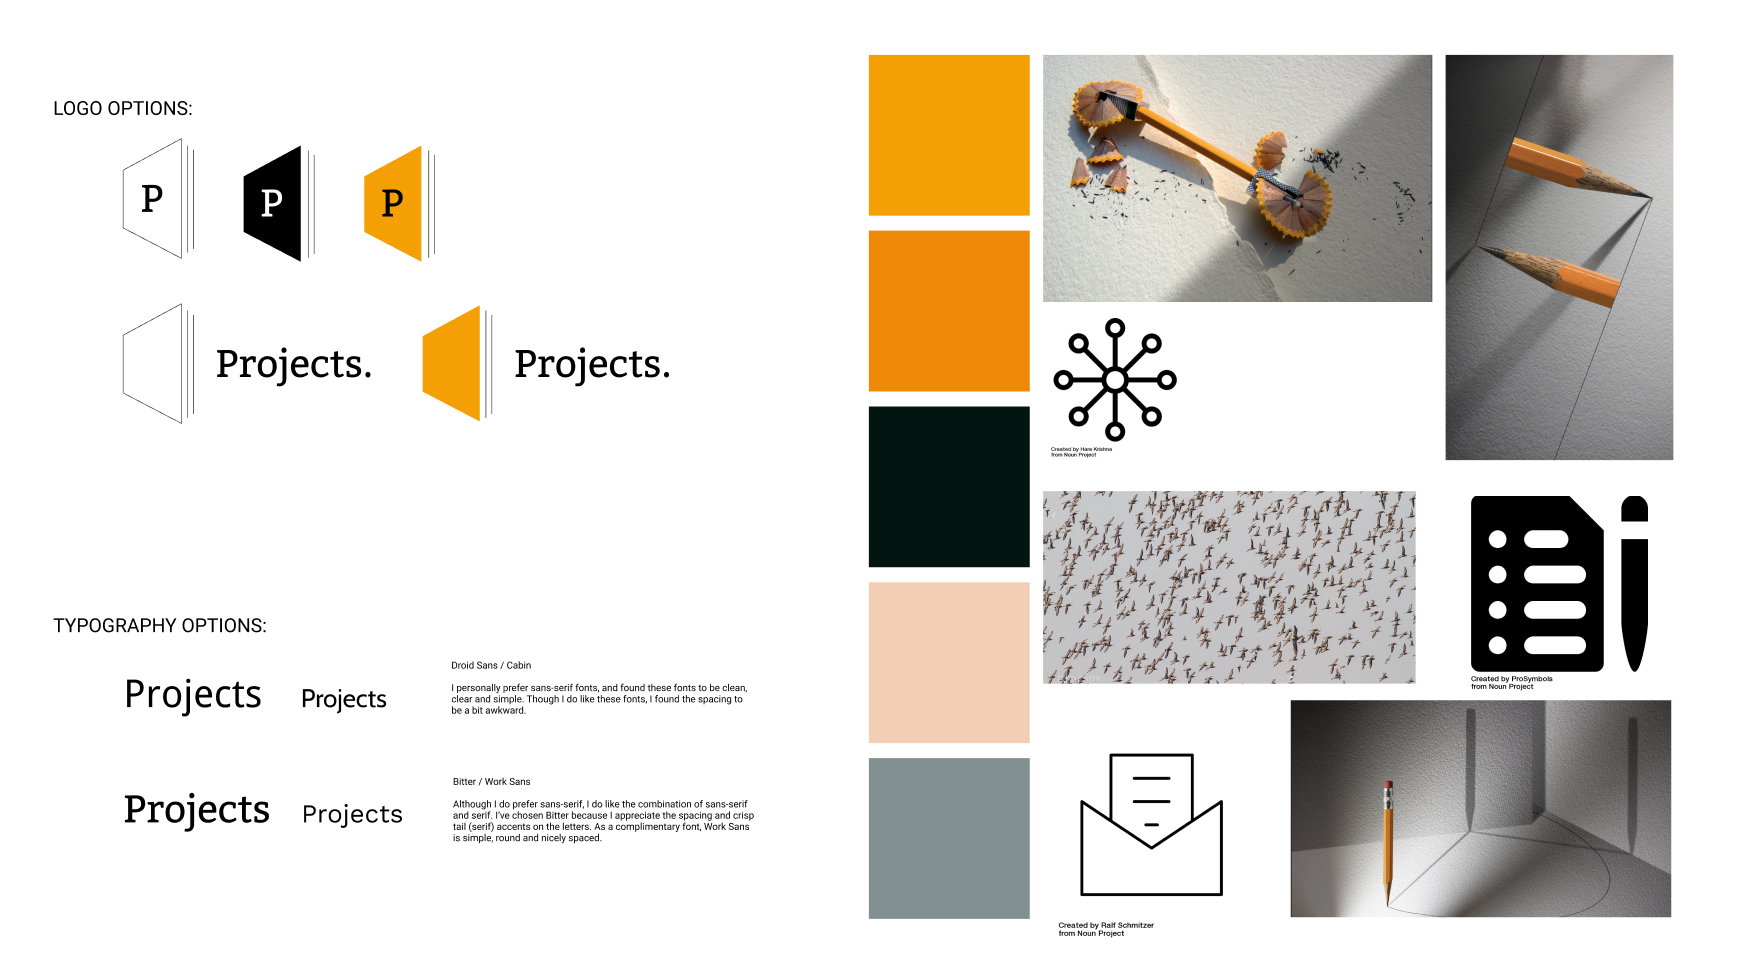 LOGO OPTIONS:
P
P
P
Projects.
Projects.
TYPOGRAPHY OPTIONS:
Projects
Projects
Droid Sans / Cabin
I personally prefer sans-serif fonts, and found these fonts to be clean,
clear and simple. Though I do like these fonts, I found the spacing to
be a bit awkward.
Projects
Projects
Bitter / Work Sans
Although I do prefer sans-serif, I do like the combination of sans-serif
and serif. I've chosen Bitter because I appreciate the spacing and crisp
tail (serif) accents on the letters. As a complimentary font, Work Sans
is simple, round and nicely spaced.
Created by Hare Krishna
from Noun Project
Created by ProSymbols
from Noun Project
Created by Ralf Schmitzer
from Noun Project